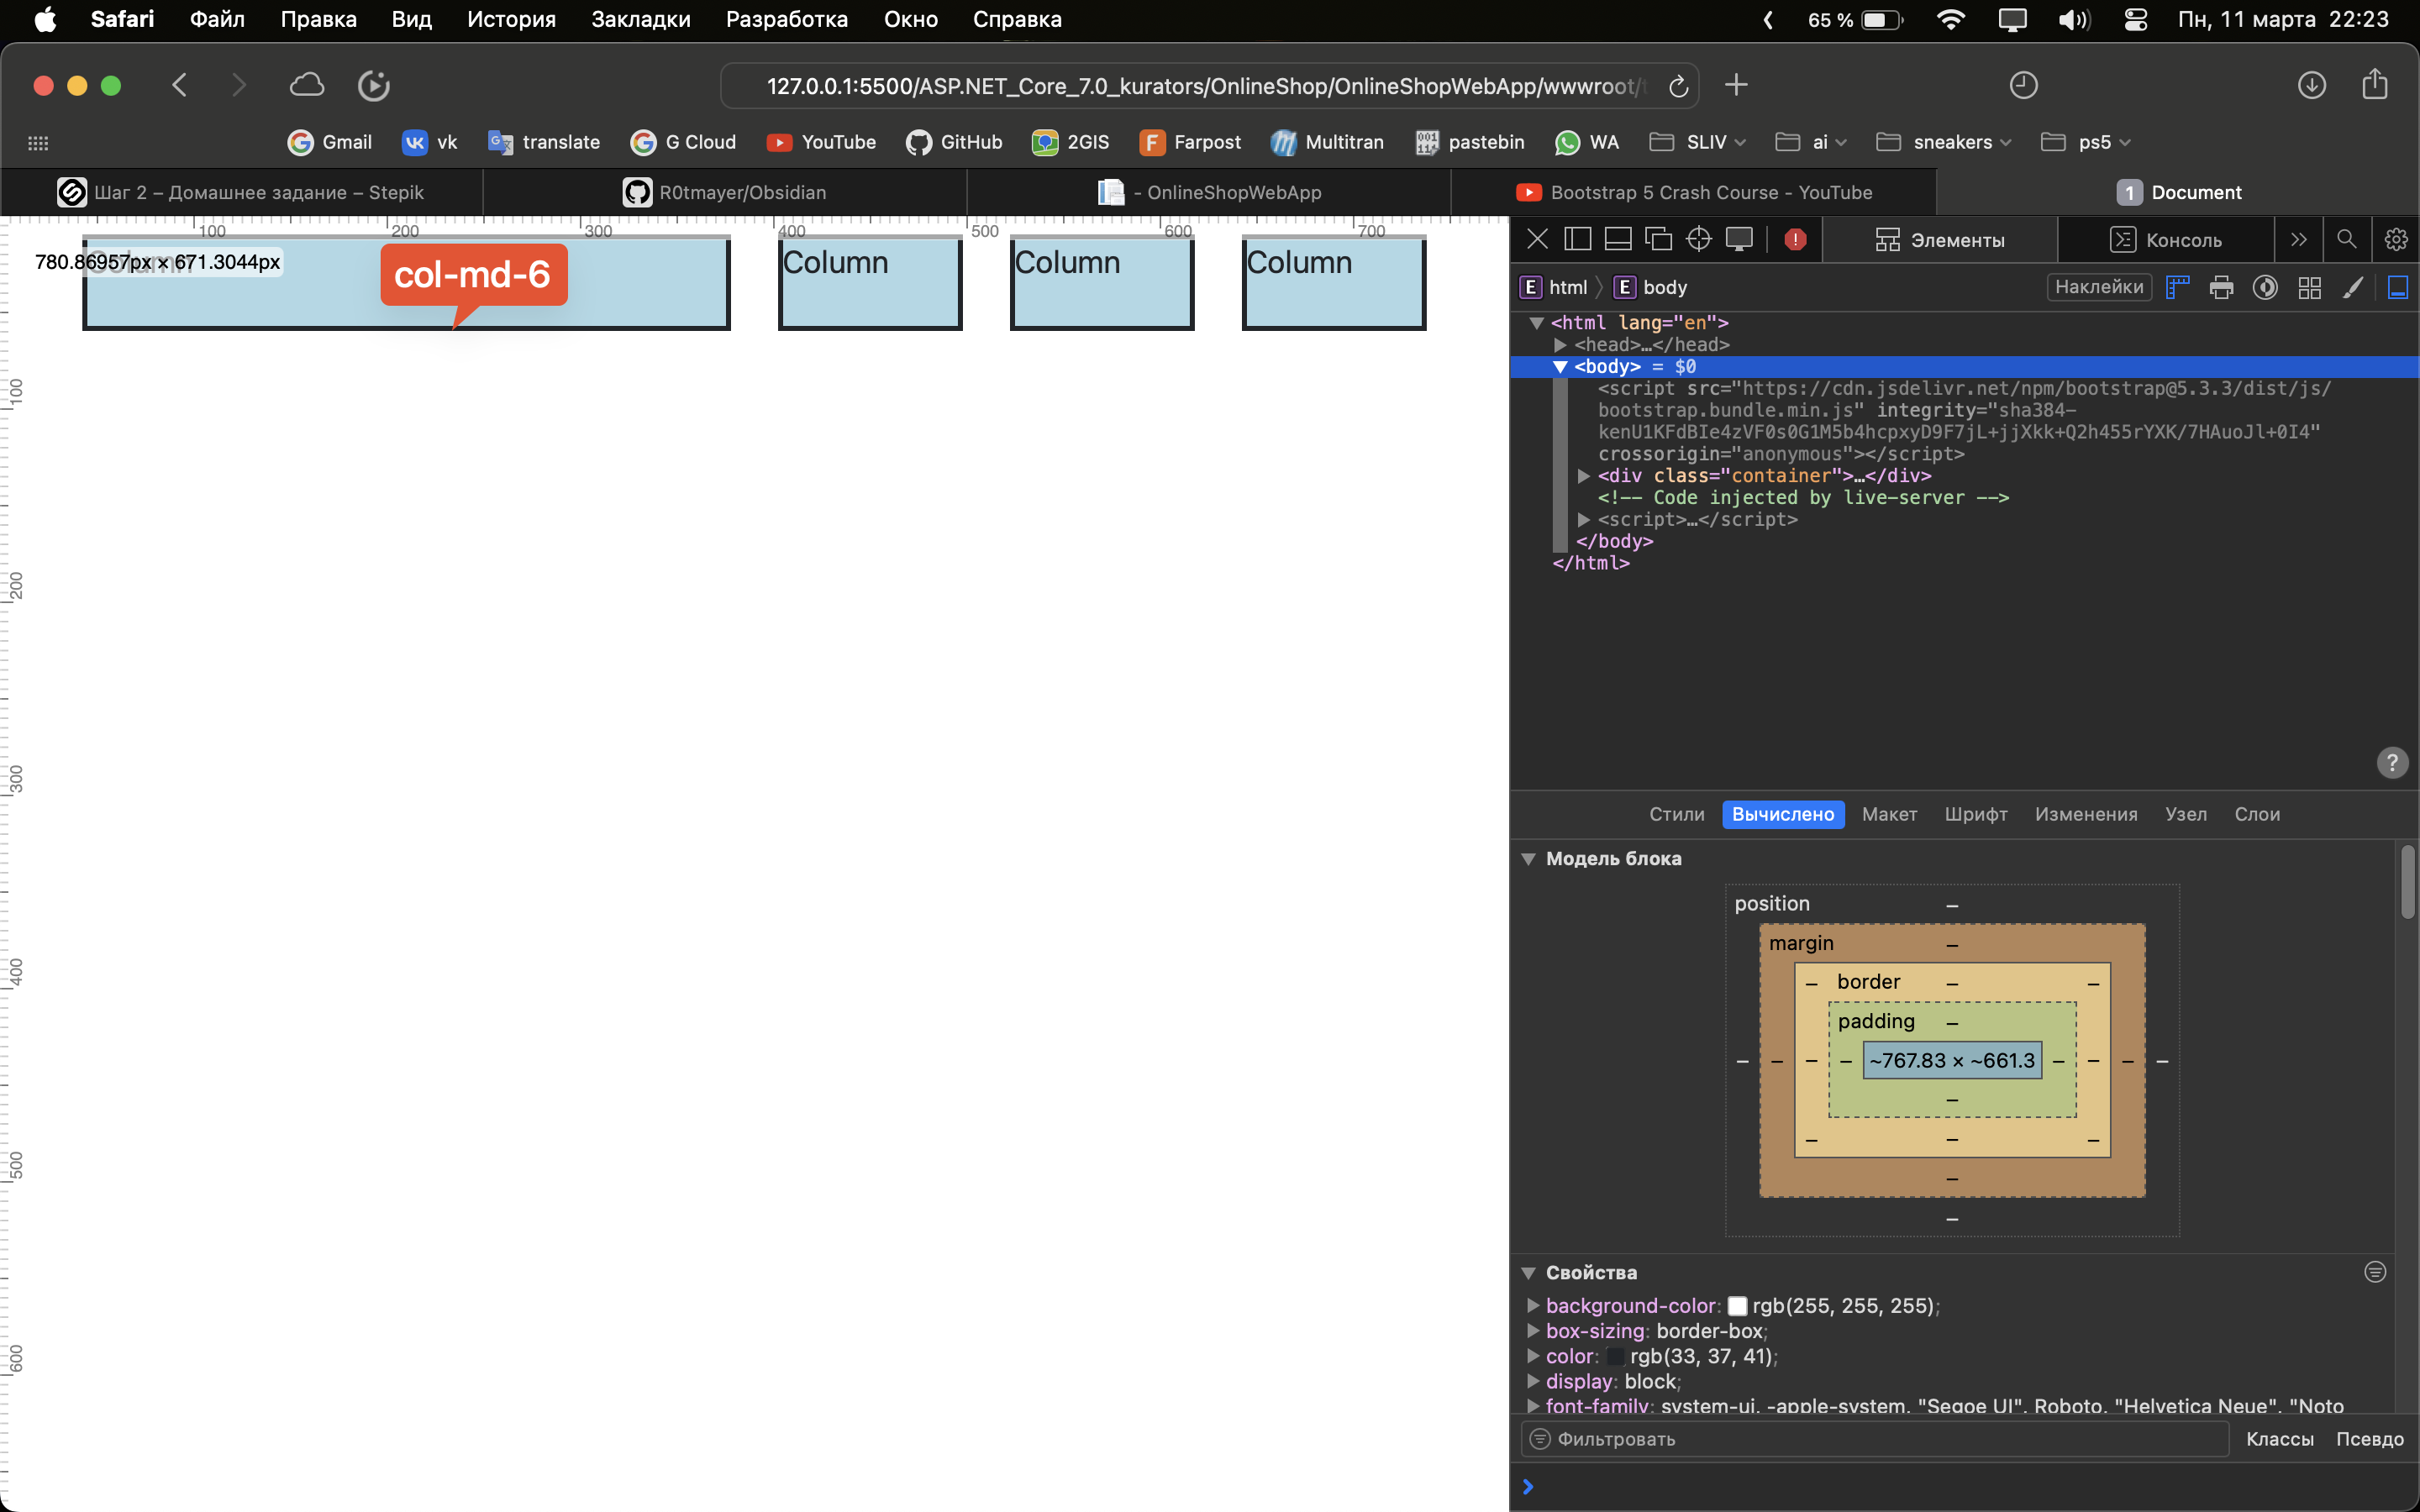 Safari Файл Правка Вид История Закладки Разработка Окно Справка 65 % Пн, 11 марта 22:23
127.0.0.1:5500/ASP.NET_Core_7.0_kurators/OnlineShop/OnlineShopWebApp/wwwroot/
Gmail vk translate G Cloud YouTube GitHub 2GIS Farpost Multitran pastebin WA SLIV ai sneakers ps5
Шаг 2 – Домашнее задание – Stepik R0tmayer/Obsidian - OnlineShopWebApp Bootstrap 5 Crash Course - YouTube 1 Document
100 200 300 400 500 600 700
780.86957px × 671.3044px
Column
col-md-6
Column Column Column
100
200
300
400
500
600
Элементы Консоль
E html E body Наклейки
<html lang="en">
<head>…</head>
<body> = $0
<script src="https://cdn.jsdelivr.net/npm/bootstrap@5.3.3/dist/js/
bootstrap.bundle.min.js" integrity="sha384-
kenU1KFdBIe4zVF0s0G1M5b4hcpxyD9F7jL+jjXkk+Q2h455rYXK/7HAuoJl+0I4"
crossorigin="anonymous"></script>
<div class="container">…</div>
<!-- Code injected by live-server -->
<script>…</script>
</body>
</html>
?
Стили Вычислено Макет Шрифт Изменения Узел Слои
Модель блока
position –
margin –
– border – –
padding –
– – – – ~767.83 × ~661.3 – – – –
–
– – –
–
–
Свойства
background-color: rgb(255, 255, 255);
box-sizing: border-box;
color: rgb(33, 37, 41);
display: block;
font-family: system-ui, -apple-system, "Segoe UI", Roboto, "Helvetica Neue", "Noto
Фильтровать Классы Псевдо